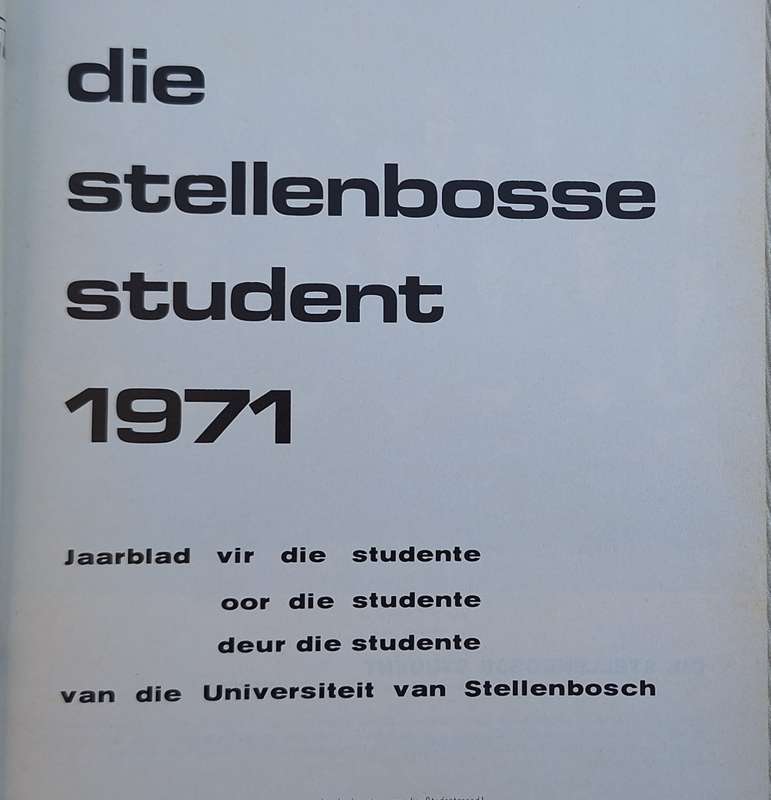 die
stellenbosse
student
1971
Jaarblad vir die studente
oor die studente
deur die studente
van die Universiteit van Stellenbosch